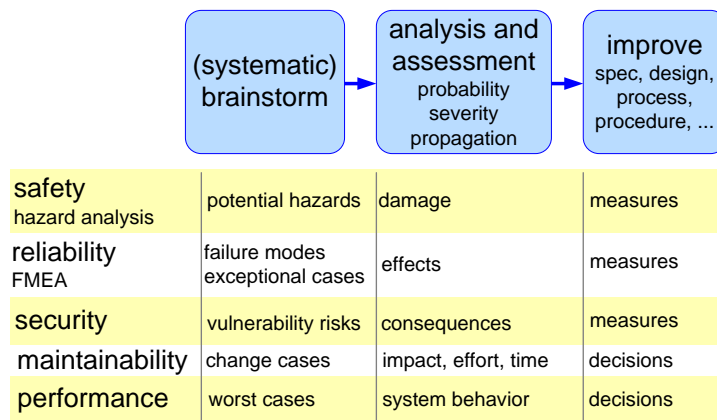 (systematic)
brainstorm
analysis and
assessment
probability
severity
propagation
improve
spec, design,
process,
procedure, ...
safety
hazard analysis
potential hazards
damage
measures
reliability
FMEA
failure modes
exceptional cases
effects
measures
security
vulnerability risks
consequences
measures
maintainability
change cases
impact, effort, time
decisions
performance
worst cases
system behavior
decisions